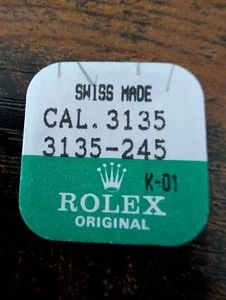 SWISS MADE
CAL.3135
3135-245
K-01
ROLEX
ORIGINAL